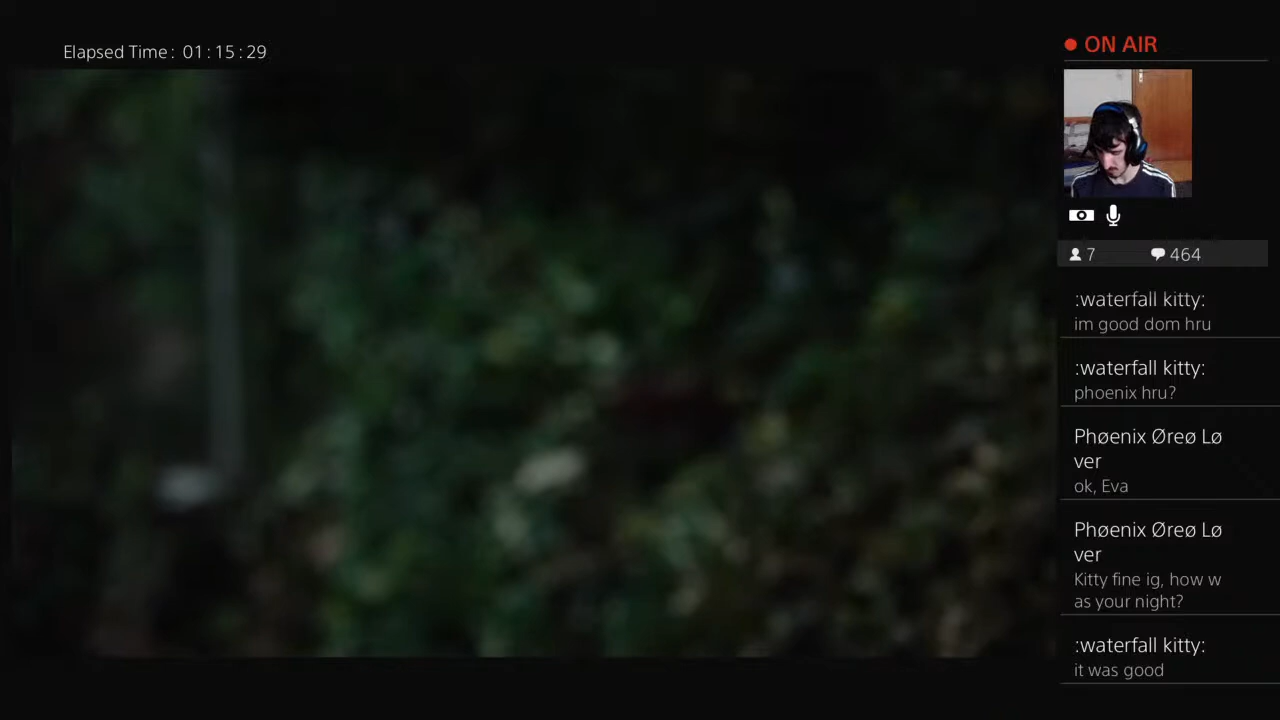 Elapsed Time: 01:15:29
ON AIR
7 464
:waterfall kitty:
im good dom hru
:waterfall kitty:
phoenix hru?
Phøenix Øreø Lø
ver
ok, Eva
Phøenix Øreø Lø
ver
Kitty fine ig, how w
as your night?
:waterfall kitty:
it was good